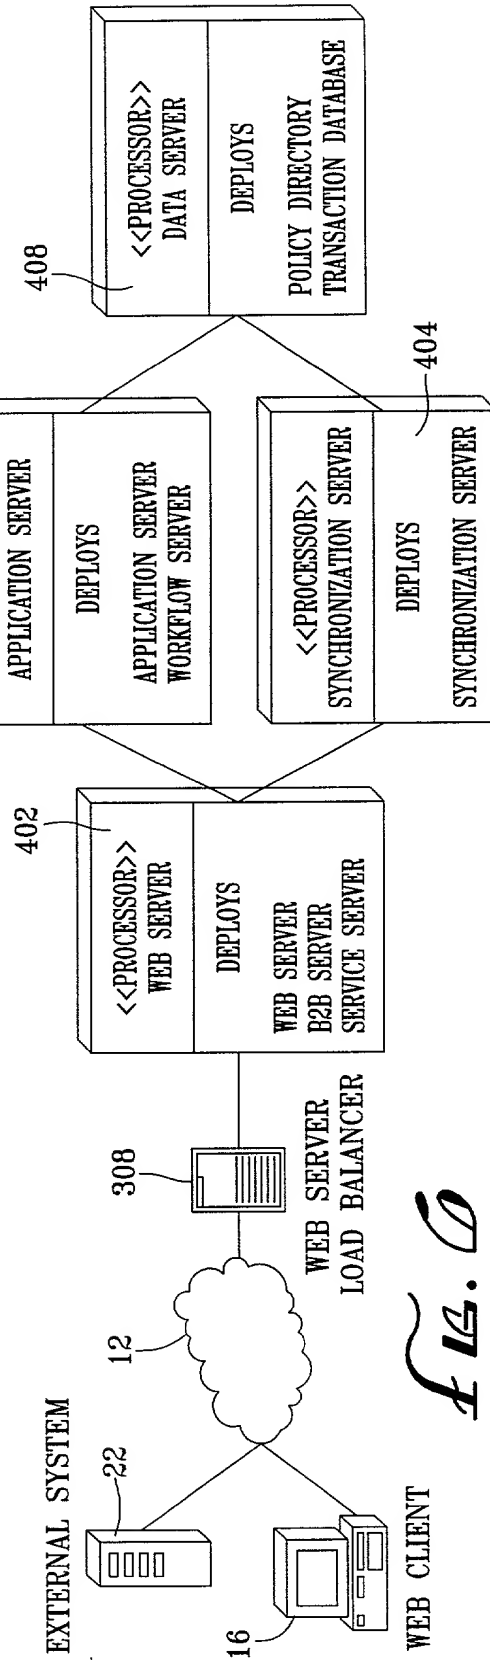 EXTERNAL SYSTEM
22
16
WEB CLIENT
12
308
WEB SERVER
LOAD BALANCER
402
<<PROCESSOR>>
WEB SERVER
DEPLOYS
WEB SERVER
B2B SERVER
SERVICE SERVER
APPLICATION SERVER
DEPLOYS
APPLICATION SERVER
WORKFLOW SERVER
<<PROCESSOR>>
SYNCHRONIZATION SERVER
DEPLOYS
SYNCHRONIZATION SERVER
404
408
<<PROCESSOR>>
DATA SERVER
DEPLOYS
POLICY DIRECTORY
TRANSACTION DATABASE
FIG. 6